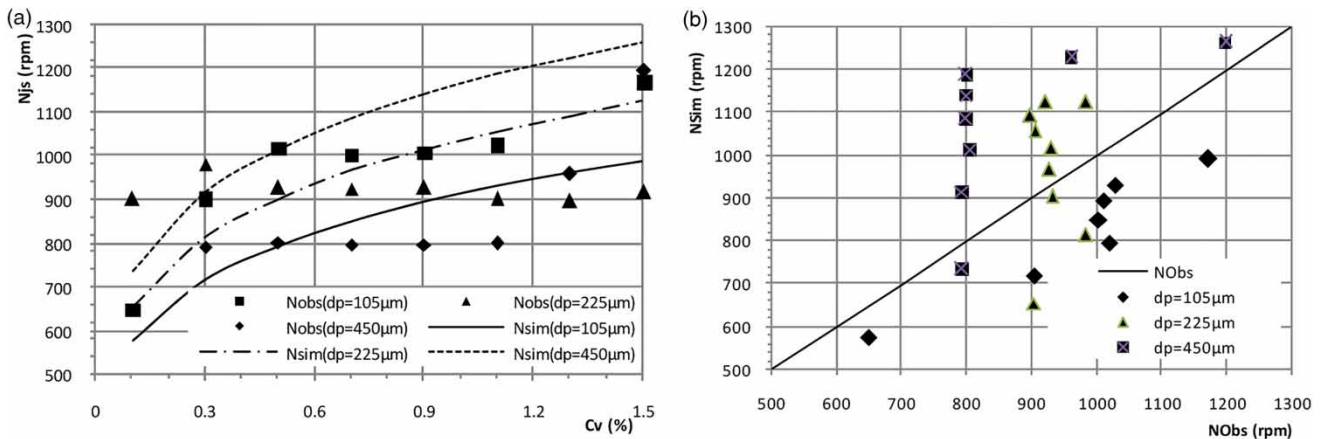 (a)
Njs (rpm)
1300
1200
1100
1000
900
800
700
600
500
0 0.3 0.6 0.9 1.2 1.5
Cv (%)
Nobs(dp=105µm) Nobs(dp=225µm)
Nobs(dp=450µm) Nsim(dp=105µm)
Nsim(dp=225µm) Nsim(dp=450µm)
(b)
NSim (rpm)
1300
1200
1100
1000
900
800
700
600
500
500 600 700 800 900 1000 1100 1200 1300
NObs (rpm)
NObs
dp=105µm
dp=225µm
dp=450µm